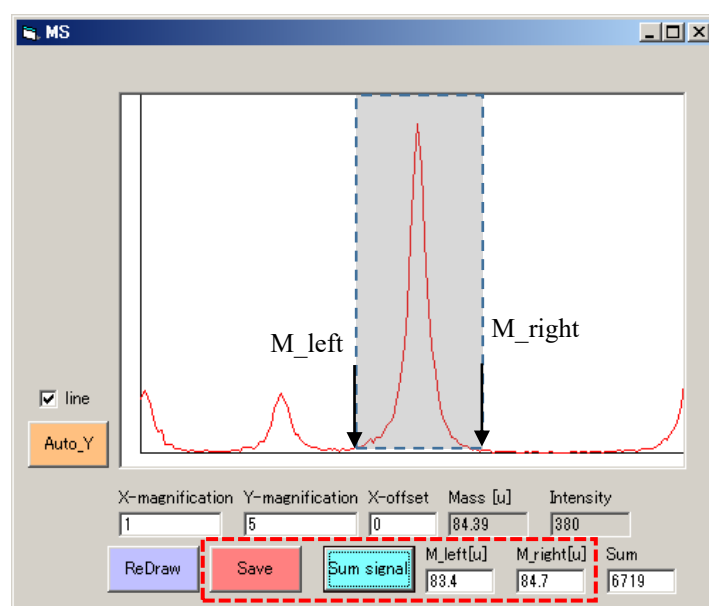 MS
M_left
M_right
line
Auto_Y
X-magnification Y-magnification X-offset Mass [u] Intensity
1 5 0 84.39 380
ReDraw Save Sum signal M_left[u] M_right[u] Sum
83.4 84.7 6719